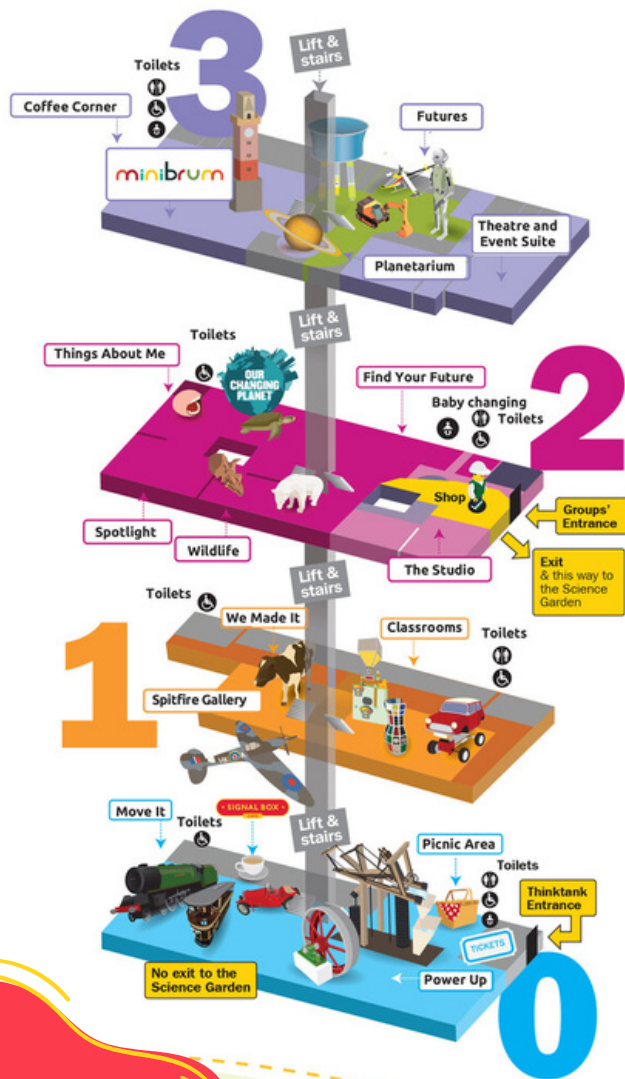 3
Lift &
stairs
Toilets
Coffee Corner
minibrum
Futures
Theatre and
Event Suite
Planetarium
Lift &
stairs
2
Toilets
Things About Me
OUR
CHANGING
PLANET
Find Your Future
Baby changing
Toilets
Shop
Groups'
Entrance
Spotlight
Wildlife
The Studio
Exit
& this way to
the Science
Garden
Lift &
stairs
1
Toilets
We Made It
Classrooms
Toilets
Spitfire Gallery
Lift &
stairs
0
Move It
SIGNAL BOX
Toilets
Picnic Area
Toilets
Thinktank
Entrance
TICKETS
No exit to the
Science Garden
Power Up